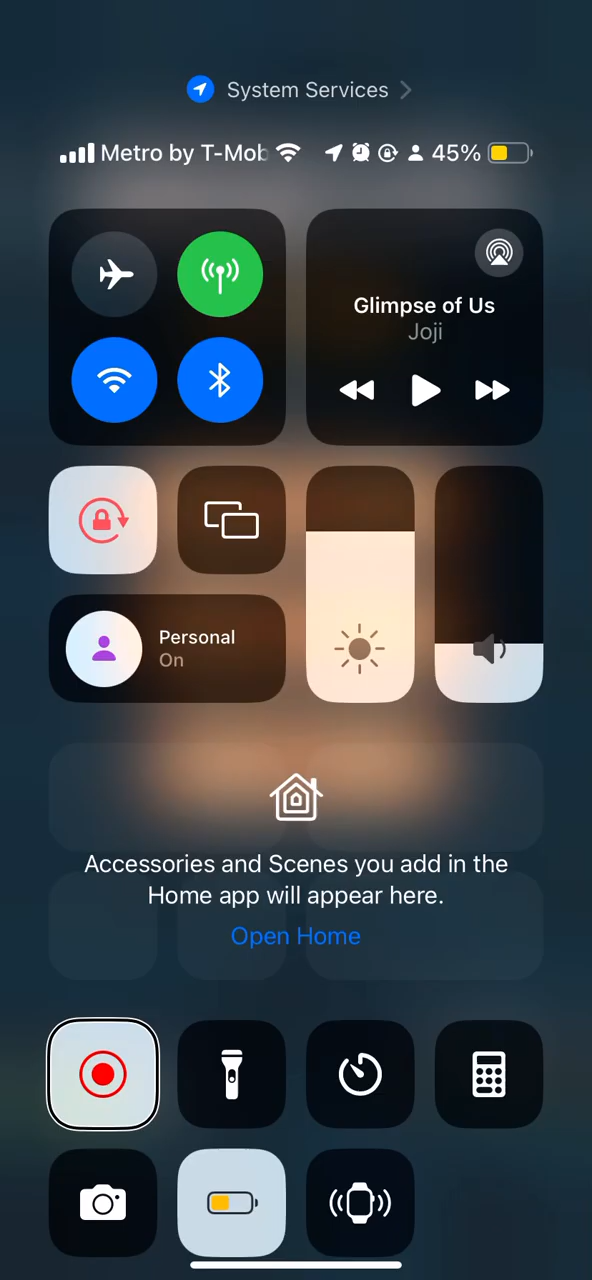 System Services
Metro by T-Mob 45%
Glimpse of Us
Joji
Personal
On
Accessories and Scenes you add in the
Home app will appear here.
Open Home